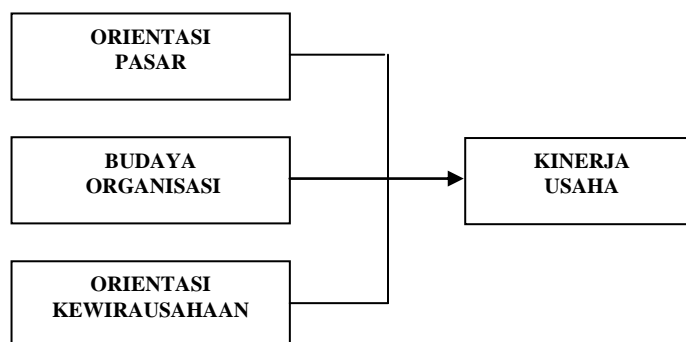 ORIENTASI
PASAR
BUDAYA
ORGANISASI
KINERJA
USAHA
ORIENTASI
KEWIRAUSAHAAN